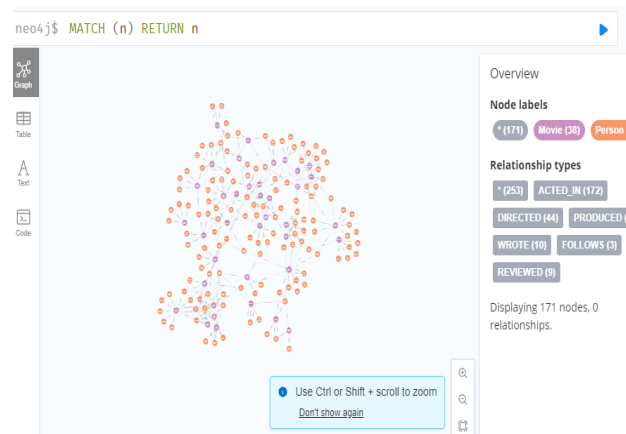 neo4j$ MATCH (n) RETURN n
Graph
Table
Text
Code
Overview
Node labels
* (171) Movie (38) Person
Relationship types
* (253) ACTED_IN (172)
DIRECTED (44) PRODUCED (
WROTE (10) FOLLOWS (3)
REVIEWED (9)
Displaying 171 nodes, 0
relationships.
Use Ctrl or Shift + scroll to zoom
Don't show again